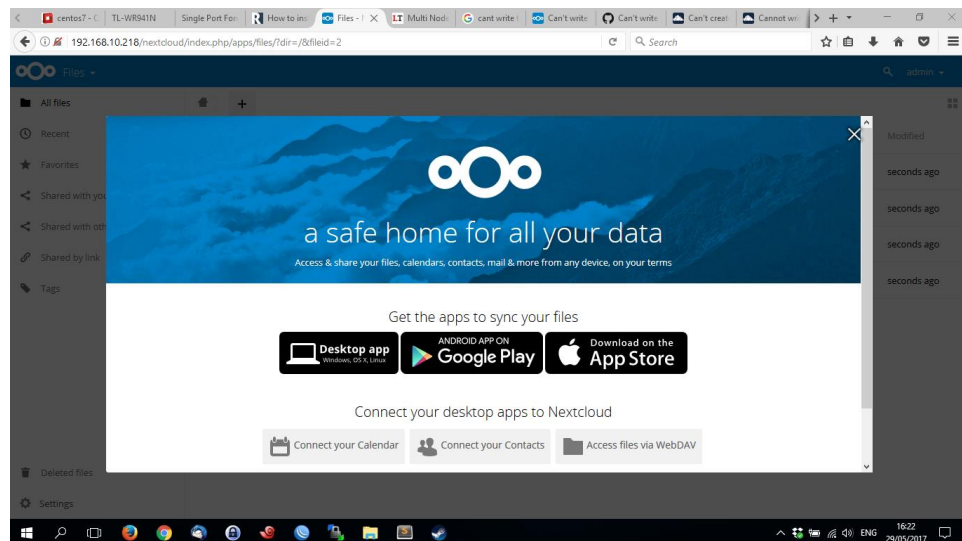 centos7 - C
TL-WR941N
Single Port For
How to ins
Files - N
Multi Node
cant write
Can't write
Can't write
Can't creat
Cannot wri
192.168.10.218/nextcloud/index.php/apps/files/?dir=/&fileid=2
Search
Files
admin
All files
Recent
Modified
Favorites
seconds ago
Shared with you
seconds ago
Shared with oth
seconds ago
Shared by link
seconds ago
Tags
a safe home for all your data
Access & share your files, calendars, contacts, mail & more from any device, on your terms
Get the apps to sync your files
Desktop app
Windows, OS X, Linux
ANDROID APP ON
Google Play
Download on the
App Store
Connect your desktop apps to Nextcloud
Connect your Calendar
Connect your Contacts
Access files via WebDAV
Deleted files
Settings
ENG
16:22
29/05/2017